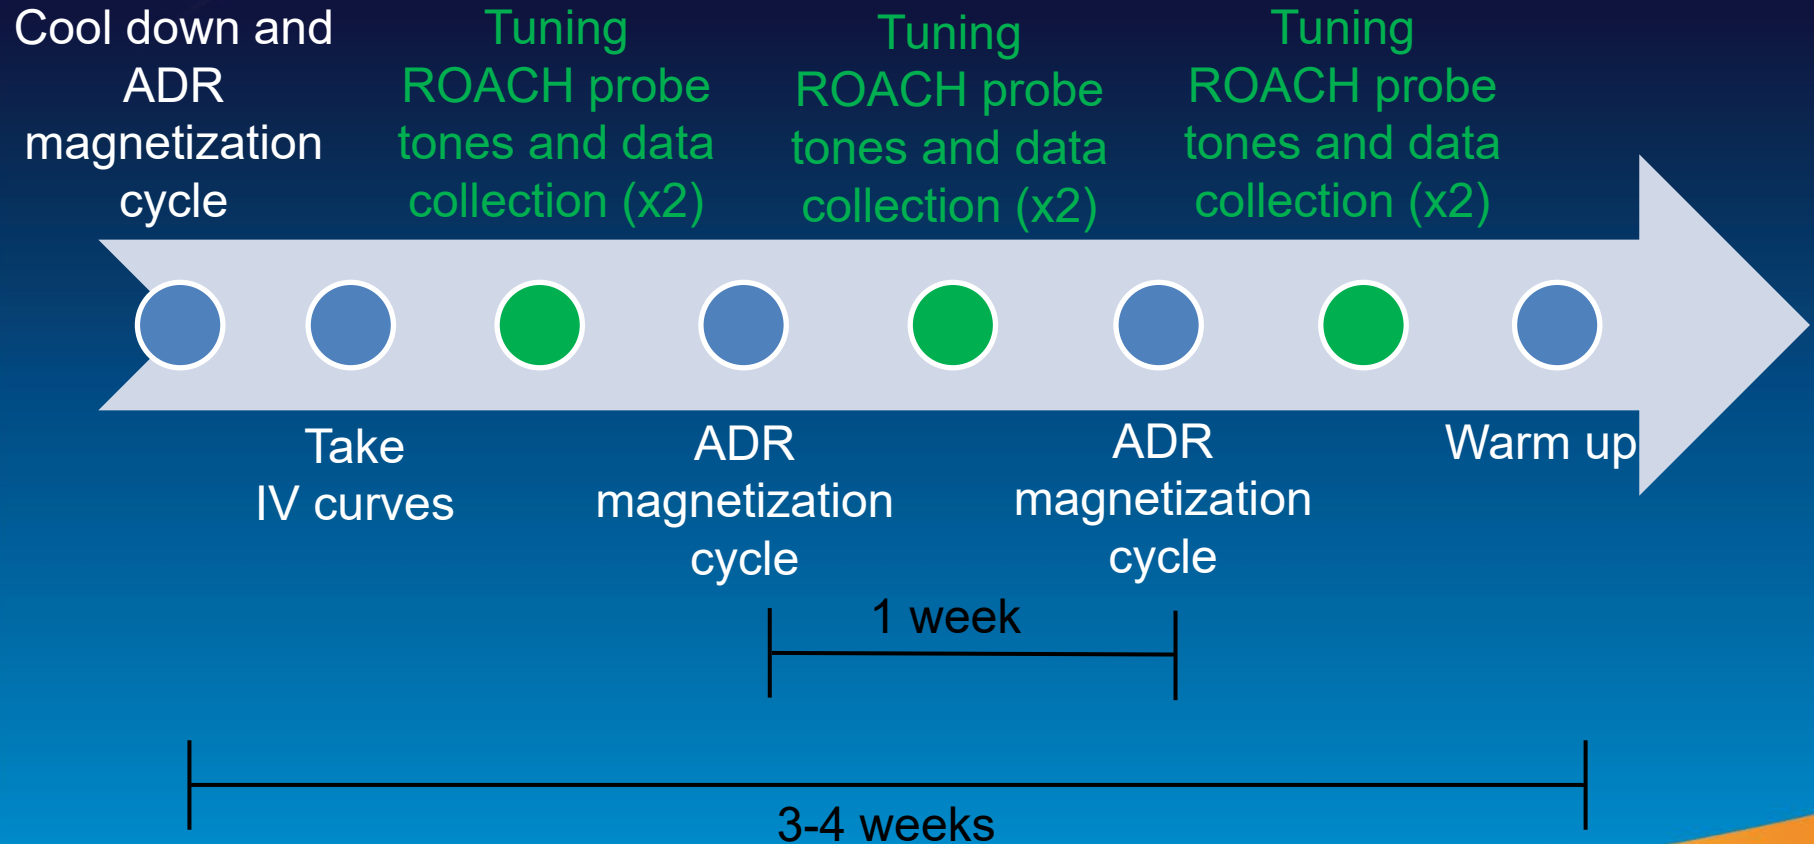 Cool down and
ADR
magnetization
cycle
Tuning
ROACH probe
tones and data
collection (x2)
Tuning
ROACH probe
tones and data
collection (x2)
Tuning
ROACH probe
tones and data
collection (x2)
Take
IV curves
ADR
magnetization
cycle
ADR
magnetization
cycle
Warm up
1 week
3-4 weeks